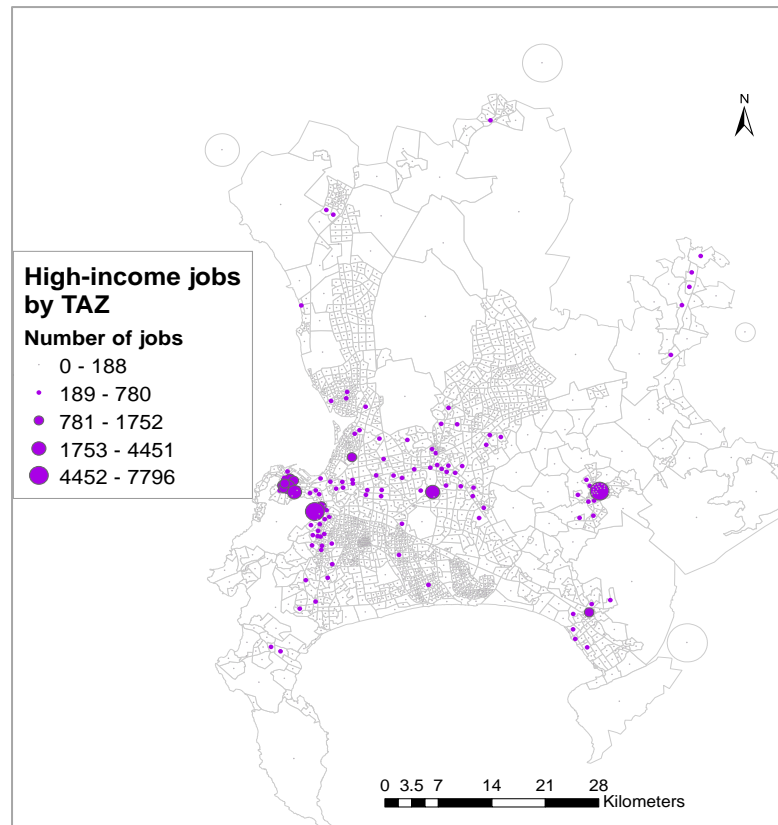 N
High-income jobs
by TAZ
Number of jobs
0 - 188
189 - 780
781 - 1752
1753 - 4451
4452 - 7796
0 3.5 7 14 21 28
Kilometers